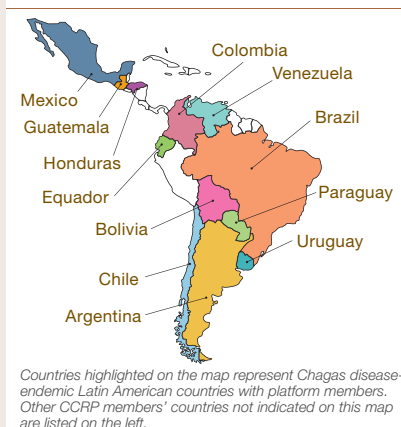 Colombia
Venezuela
Mexico
Brazil
Guatemala
Honduras
Equador
Paraguay
Bolivia
Uruguay
Chile
Argentina
Countries highlighted on the map represent Chagas disease-
endemic Latin American countries with platform members.
Other CCRP members' countries not indicated on this map
are listed on the left.